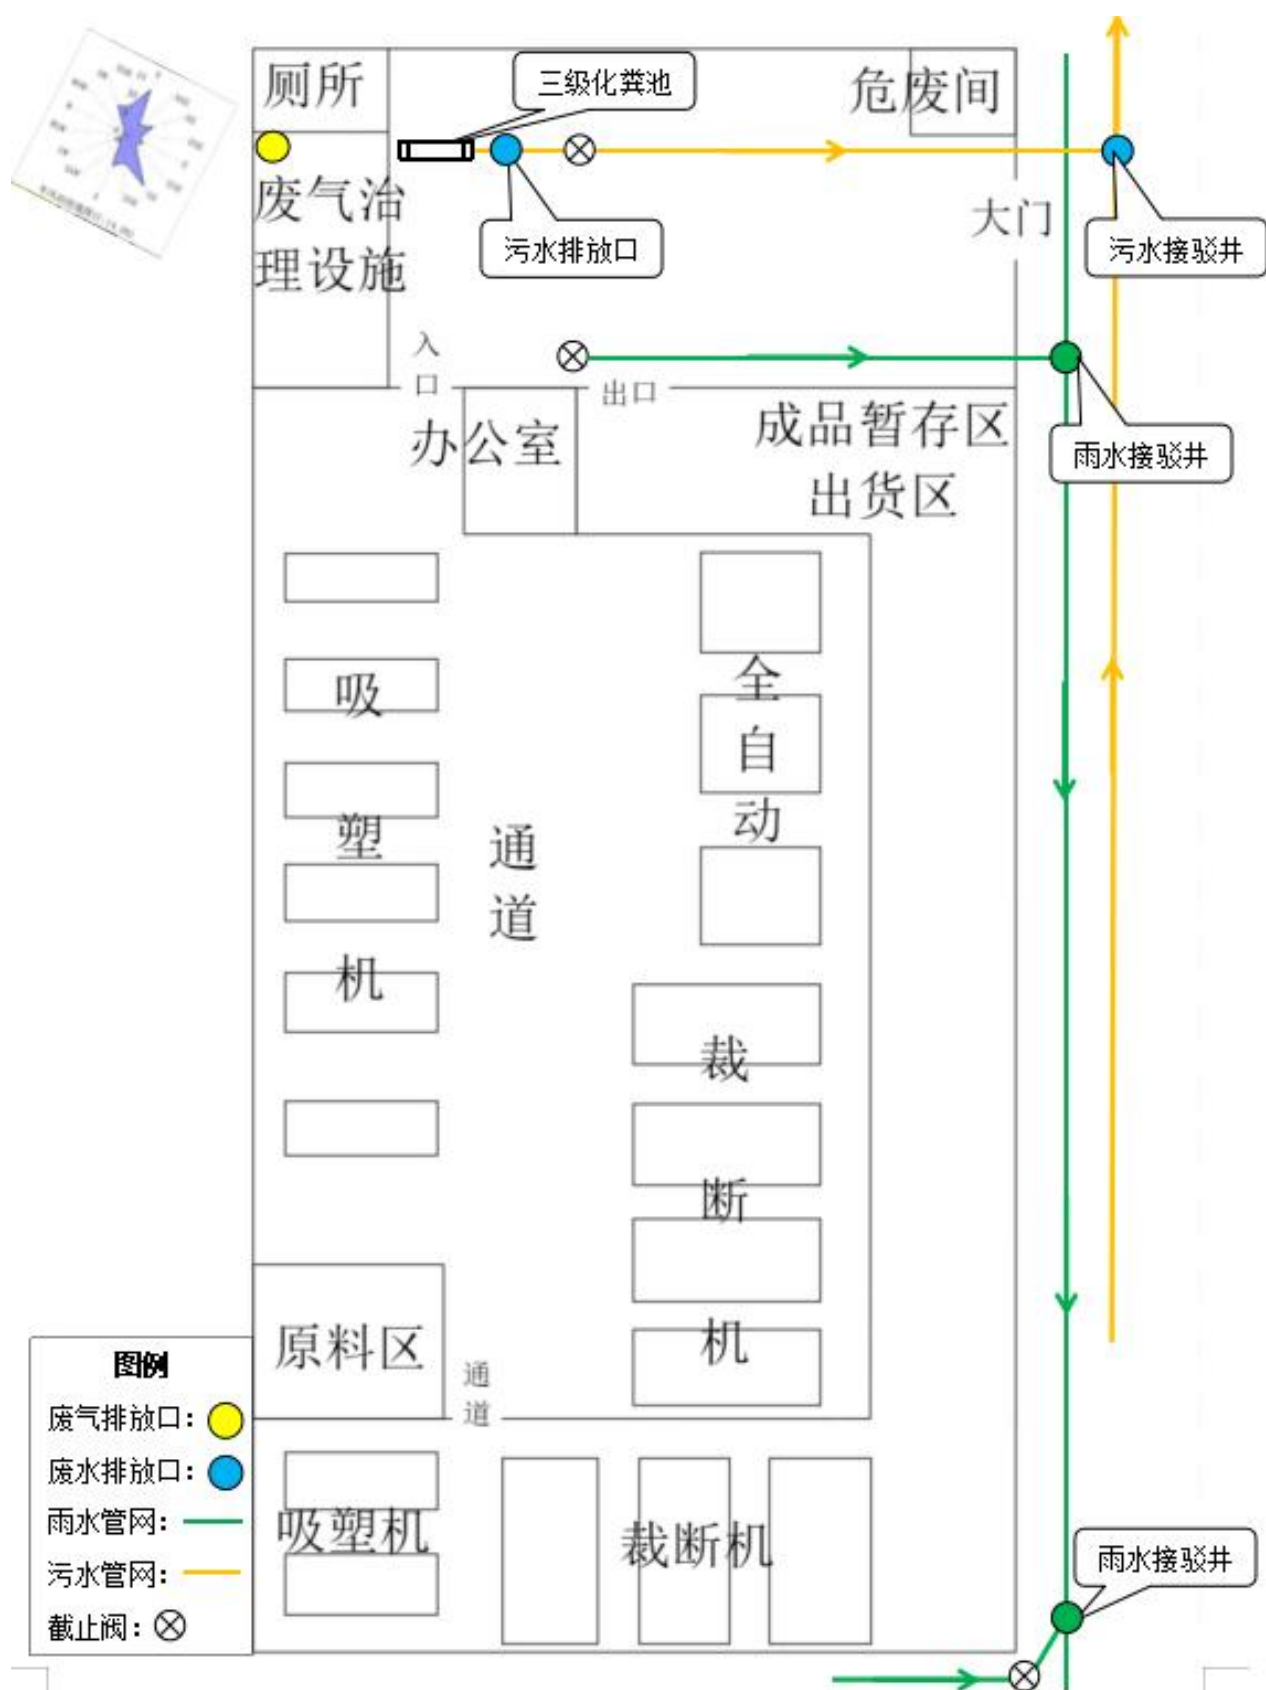 厕所
三级化粪池
危废间
废气治
理设施
污水排放口
大门
污水接驳井
入
口
出口
办公室
成品暂存区
出货区
雨水接驳井
吸
塑
机
通
道
全
自
动
裁
断
机
原料区
通
道
吸塑机
裁断机
雨水接驳井
图例
废气排放口：
废水排放口：
雨水管网：
污水管网：
截止阀：